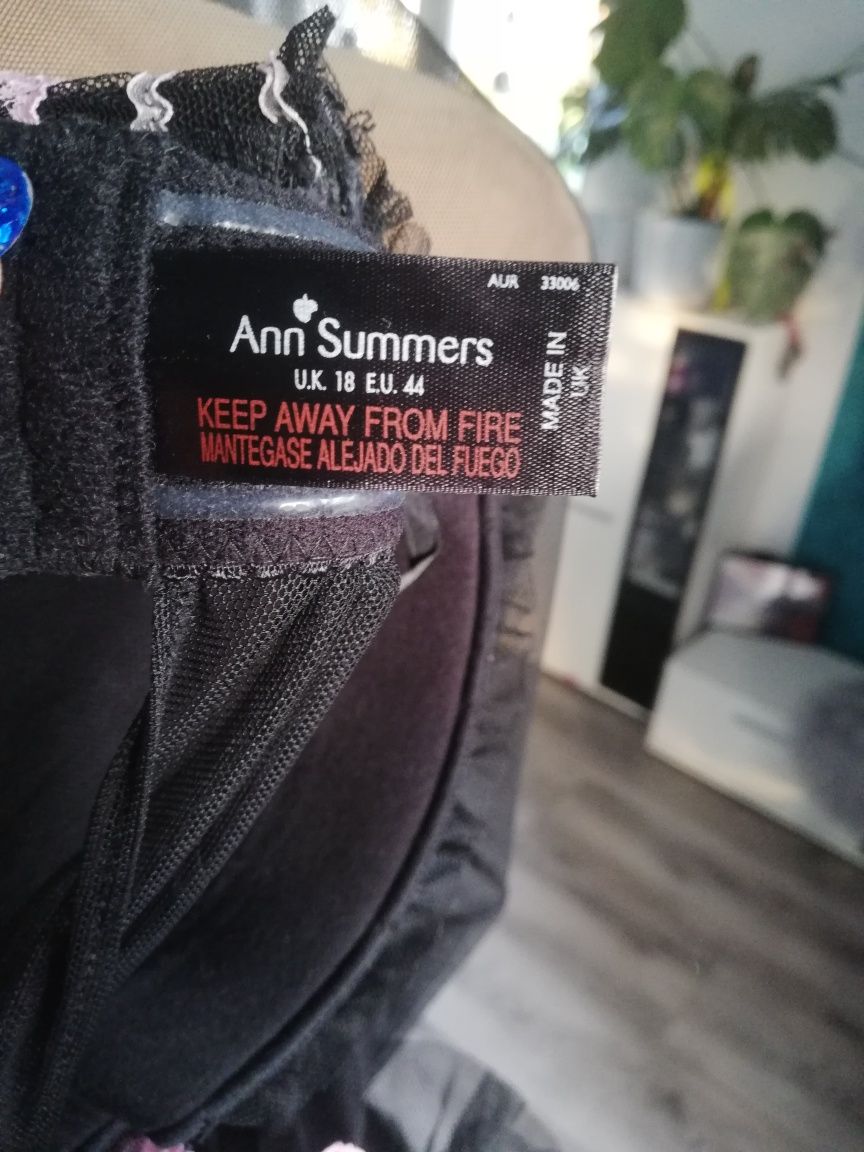 AUR 33006
Ann Summers
U.K. 18 E.U. 44
KEEP AWAY FROM FIRE
MANTEGASE ALEJADO DEL FUEGO
MADE IN
UK